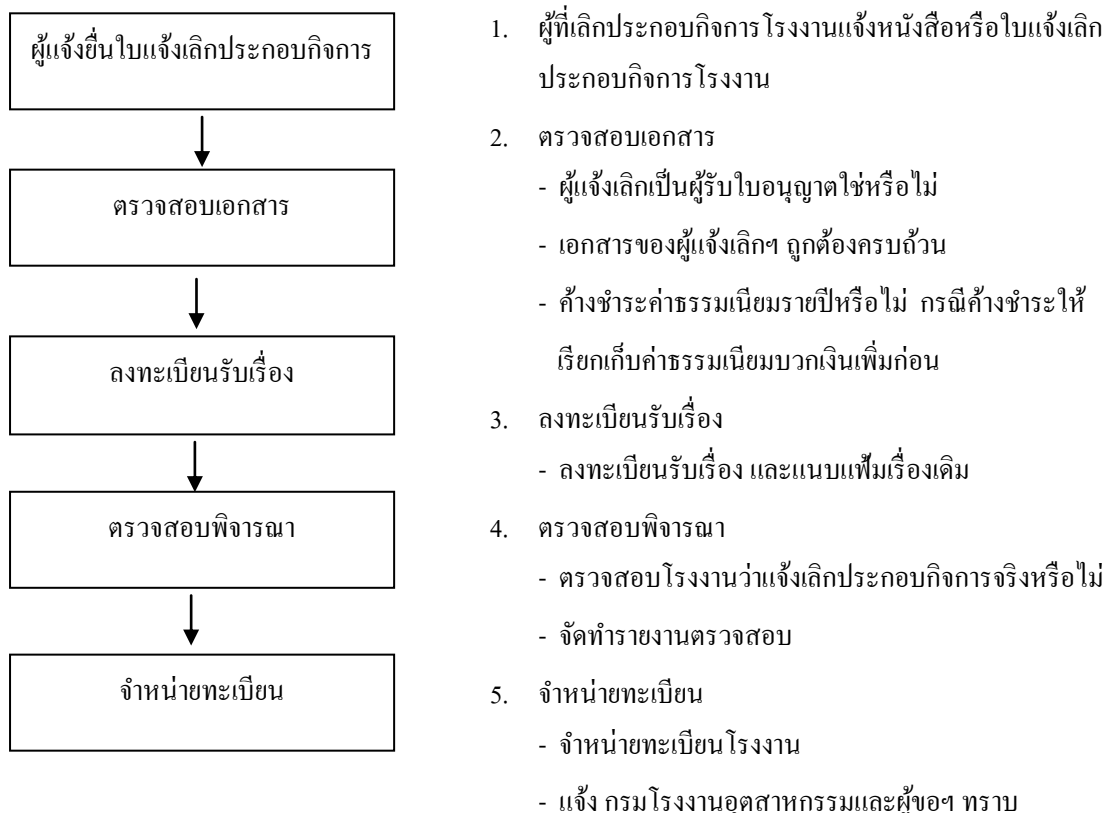 ผู้แจ้งยื่นใบแจ้งเลิกประกอบกิจการ
ตรวจสอบเอกสาร
ลงทะเบียนรับเรื่อง
ตรวจสอบพิจารณา
จำหน่ายทะเบียน
1. ผู้ที่เลิกประกอบกิจการโรงงานแจ้งหนังสือหรือใบแจ้งเลิก
ประกอบกิจการโรงงาน
2. ตรวจสอบเอกสาร
- ผู้แจ้งเลิกเป็นผู้รับใบอนุญาตใช่หรือไม่
- เอกสารของผู้แจ้งเลิกฯ ถูกต้องครบถ้วน
- ค้างชำระค่าธรรมเนียมรายปีหรือไม่ กรณีค้างชำระให้
เรียกเก็บค่าธรรมเนียมบวกเงินเพิ่มก่อน
3. ลงทะเบียนรับเรื่อง
- ลงทะเบียนรับเรื่อง และแนบแฟ้มเรื่องเดิม
4. ตรวจสอบพิจารณา
- ตรวจสอบโรงงานว่าแจ้งเลิกประกอบกิจการจริงหรือไม่
- จัดทำรายงานตรวจสอบ
5. จำหน่ายทะเบียน
- จำหน่ายทะเบียนโรงงาน
- แจ้ง กรมโรงงานอุตสาหกรรมและผู้ขอฯ ทราบ